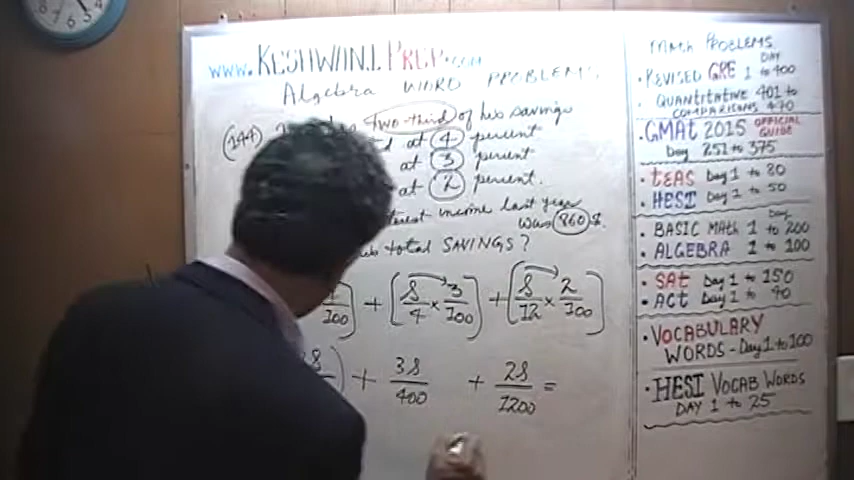 www.KESHWANI PREP.com
Algebra WORD PROBLEMS
(144) Two-third of his savings
at 4 percent
at 3 percent
at 2 percent.
interest income last year
was 860 $.
total SAVINGS?
100 ) + [ S/4 × 3/100 ] + [ S/12 × 2/100 ]
) + 3S/400 + 2S/1200 =
Math PROBLEMS
DAY
• REVISED GRE 1 to 400
• QUANTITATIVE 401 to
COMPARISONS 470
• GMAT 2015 OFFICIAL GUIDE
Day 251 to 375
• TEAS Day 1 to 80
• HESI Day 1 to 50
Day
• BASIC Math 1 to 200
• ALGEBRA 1 to 100
• SAT Day 1 to 150
• ACT Day 1 to 40
• VOCABULARY
WORDS - Day 1 to 100
• HESI VOCAB WORDS
DAY 1 to 25